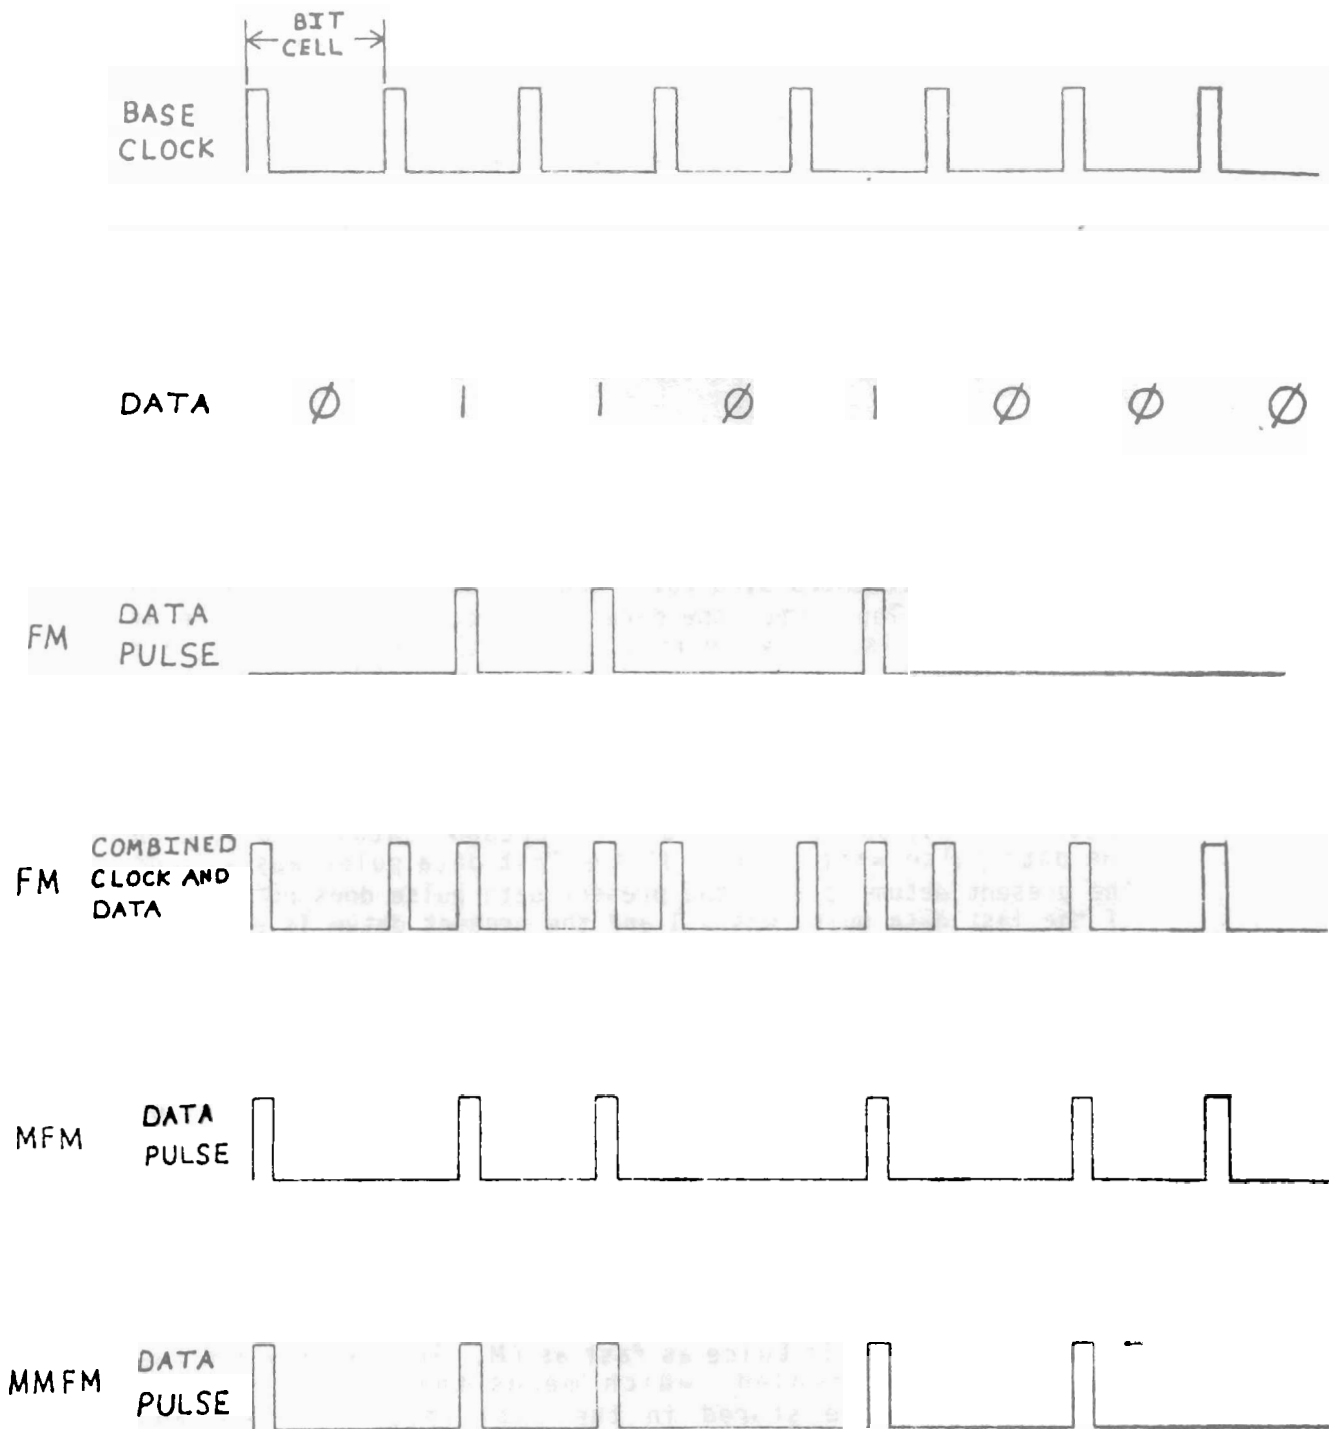 BIT
CELL
BASE
CLOCK
DATA Ø 1 1 Ø 1 Ø Ø Ø
FM DATA
PULSE
FM COMBINED
CLOCK AND
DATA
MFM DATA
PULSE
MMFM DATA
PULSE